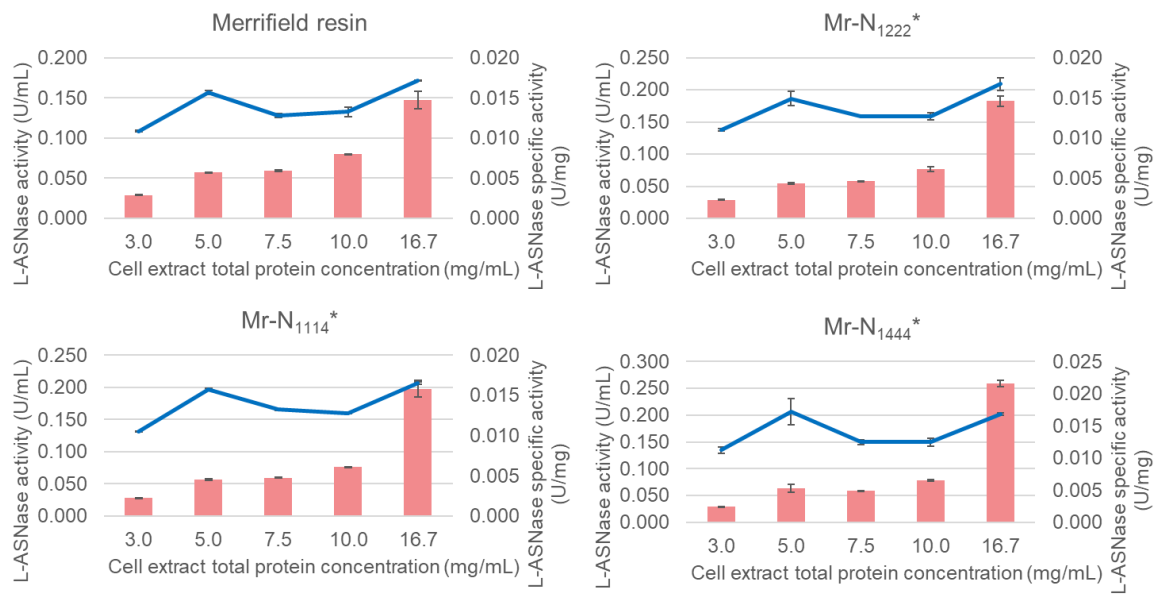 Merrifield resin
L-ASNase activity (U/mL)
0.200
0.150
0.100
0.050
0.000
0.020
0.015
0.010
0.005
0.000
L-ASNase specific activity
(U/mg)
3.0 5.0 7.5 10.0 16.7
Cell extract total protein concentration (mg/mL)
Mr-N1222*
L-ASNase activity (U/mL)
0.250
0.200
0.150
0.100
0.050
0.000
0.020
0.015
0.010
0.005
0.000
L-ASNase specific activity
(U/mg)
3.0 5.0 7.5 10.0 16.7
Cell extract total protein concentration (mg/mL)
Mr-N1114*
L-ASNase activity (U/mL)
0.250
0.200
0.150
0.100
0.050
0.000
0.020
0.015
0.010
0.005
0.000
L-ASNase specific activity
(U/mg)
3.0 5.0 7.5 10.0 16.7
Cell extract total protein concentration (mg/mL)
Mr-N1444*
L-ASNase activity (U/mL)
0.300
0.250
0.200
0.150
0.100
0.050
0.000
0.025
0.020
0.015
0.010
0.005
0.000
L-ASNase specific activity
(U/mg)
3.0 5.0 7.5 10.0 16.7
Cell extract total protein concentration (mg/mL)